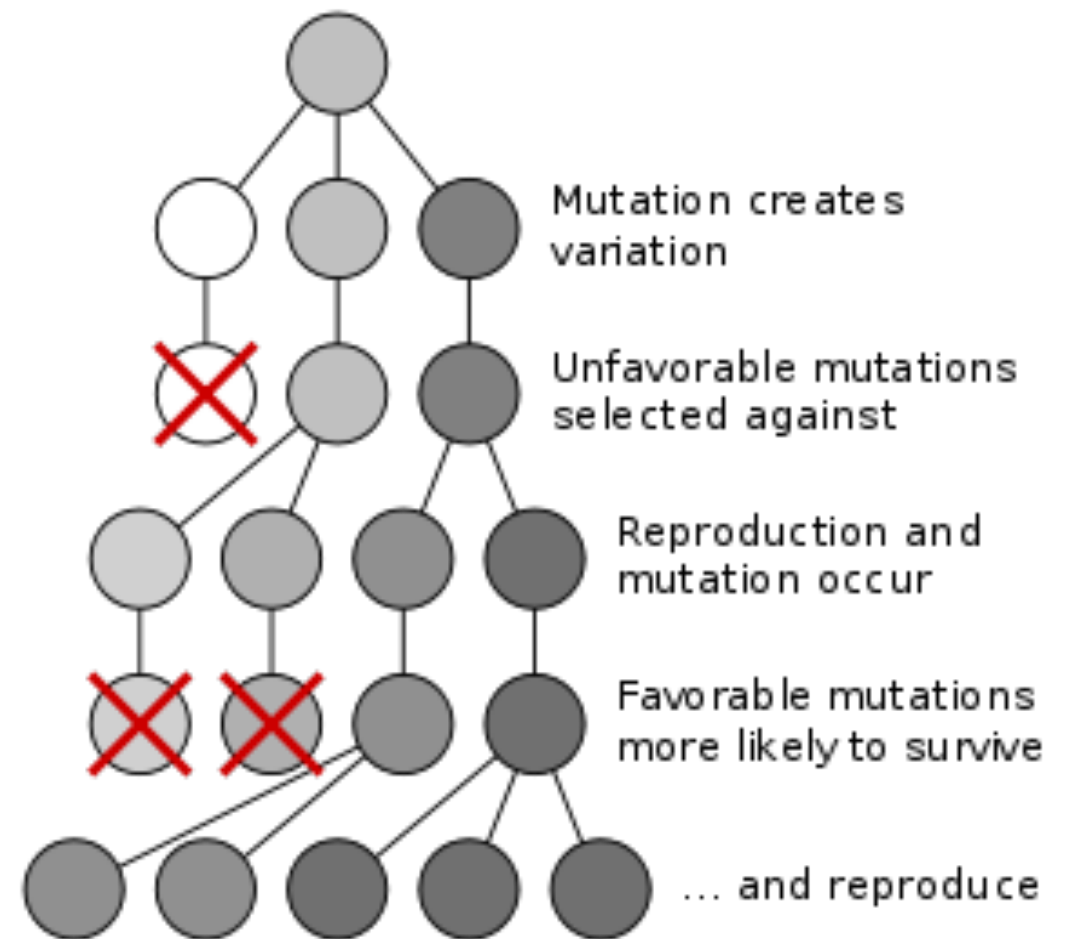 Mutation creates
variation
Unfavorable mutations
selected against
Reproduction and
mutation occur
Favorable mutations
more likely to survive
... and reproduce